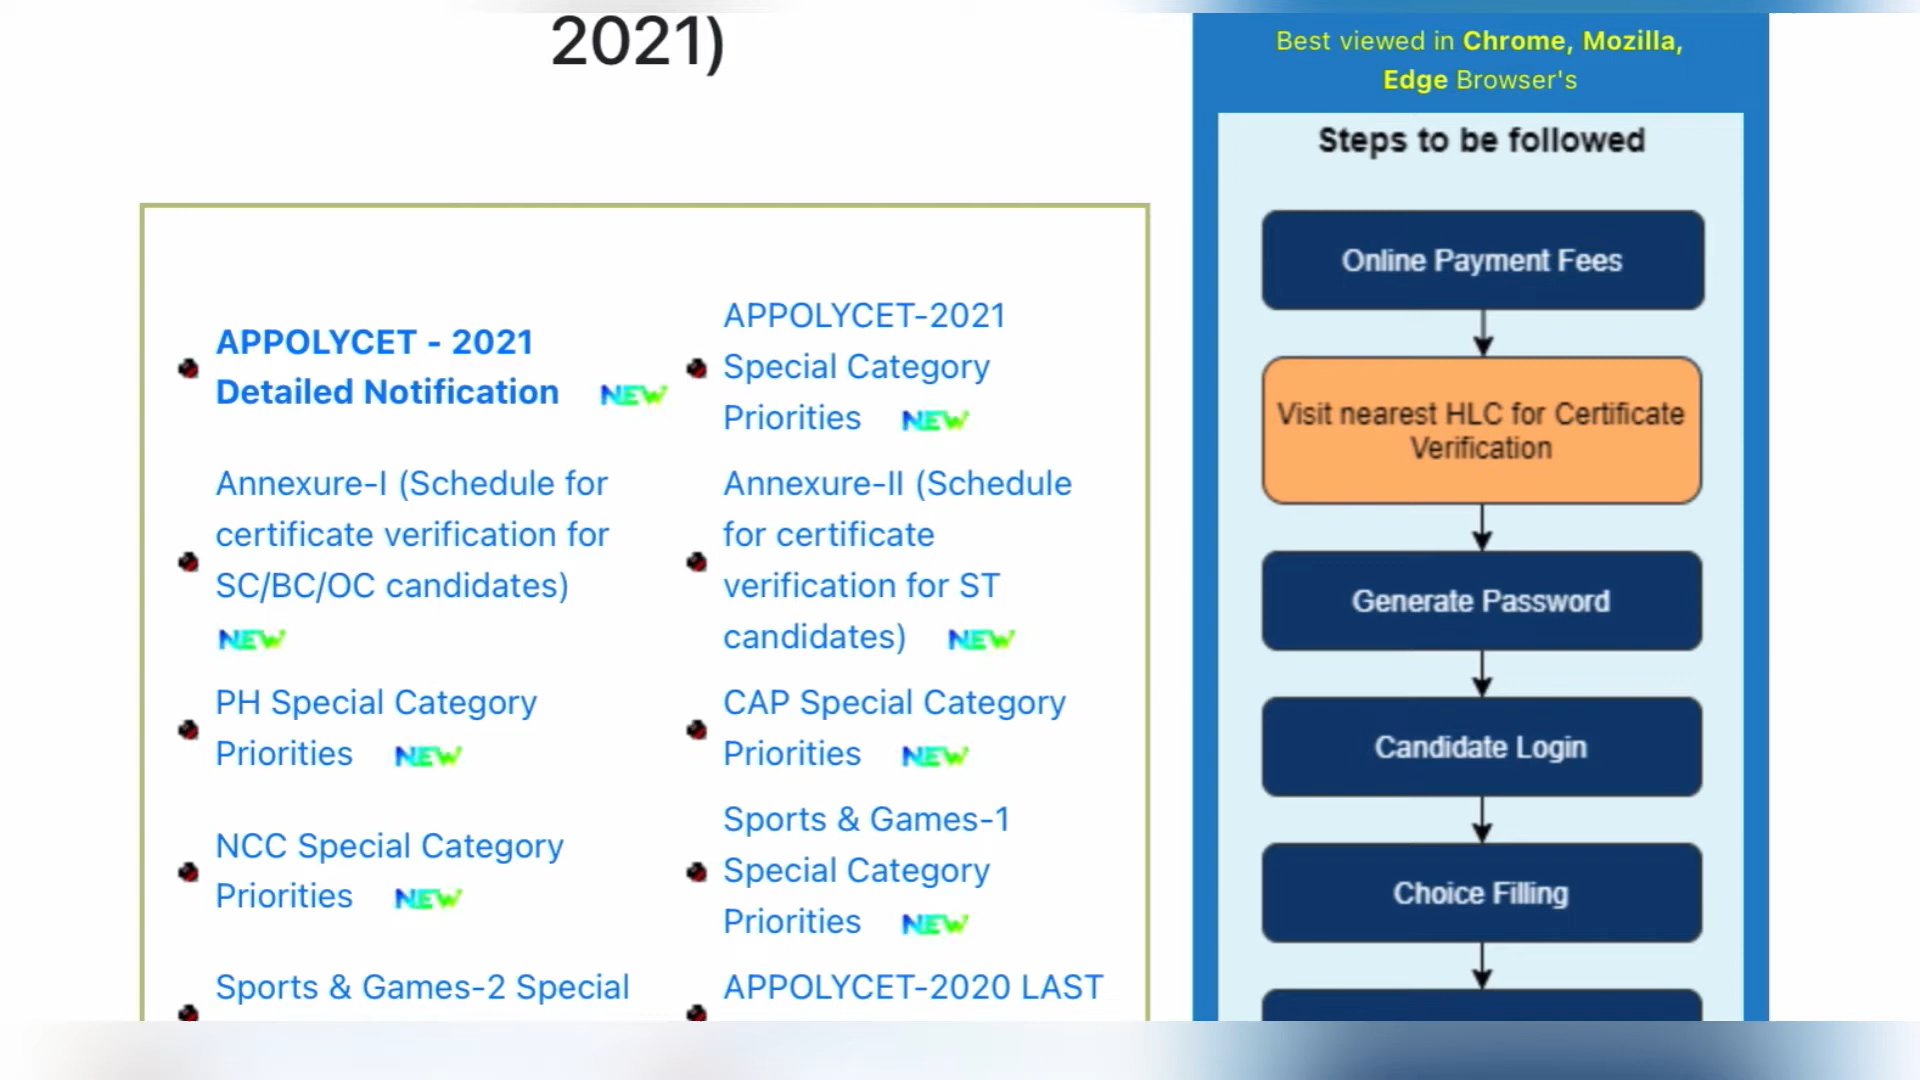 2021)
APPOLYCET - 2021
Detailed Notification NEW
APPOLYCET-2021
Special Category
Priorities NEW
Annexure-I (Schedule for
certificate verification for
SC/BC/OC candidates)
NEW
Annexure-II (Schedule
for certificate
verification for ST
candidates) NEW
PH Special Category
Priorities NEW
CAP Special Category
Priorities NEW
NCC Special Category
Priorities NEW
Sports & Games-1
Special Category
Priorities NEW
Sports & Games-2 Special
APPOLYCET-2020 LAST
Best viewed in Chrome, Mozilla,
Edge Browser's
Steps to be followed
Online Payment Fees
Visit nearest HLC for Certificate
Verification
Generate Password
Candidate Login
Choice Filling